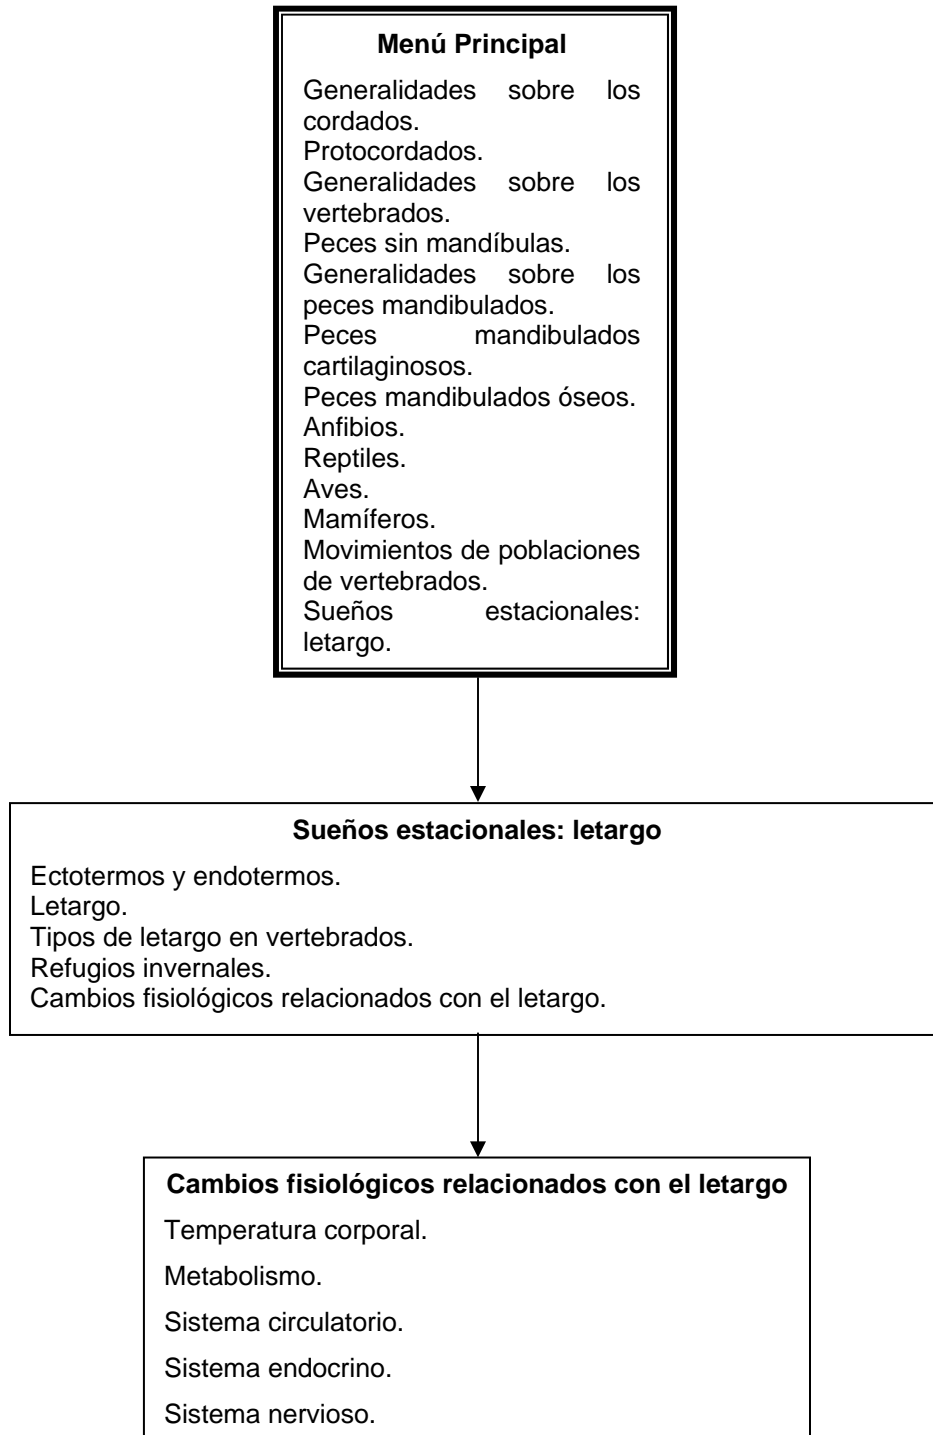 Menú Principal
Generalidades sobre los
cordados.
Protocordados.
Generalidades sobre los
vertebrados.
Peces sin mandíbulas.
Generalidades sobre los
peces mandibulados.
Peces mandibulados
cartilaginosos.
Peces mandibulados óseos.
Anfibios.
Reptiles.
Aves.
Mamíferos.
Movimientos de poblaciones
de vertebrados.
Sueños estacionales:
letargo.
Sueños estacionales: letargo
Ectotermos y endotermos.
Letargo.
Tipos de letargo en vertebrados.
Refugios invernales.
Cambios fisiológicos relacionados con el letargo.
Cambios fisiológicos relacionados con el letargo
Temperatura corporal.
Metabolismo.
Sistema circulatorio.
Sistema endocrino.
Sistema nervioso.